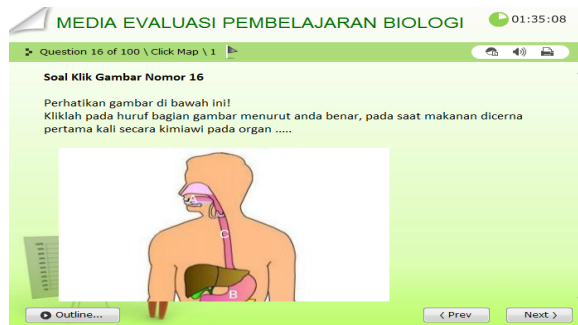 MEDIA EVALUASI PEMBELAJARAN BIOLOGI
01:35:08
Question 16 of 100 \ Click Map \ 1
Soal Klik Gambar Nomor 16
Perhatikan gambar di bawah ini!
Kliklah pada huruf bagian gambar menurut anda benar, pada saat makanan dicerna
pertama kali secara kimiawi pada organ .....
A
C
B
Outline...
Prev
Next